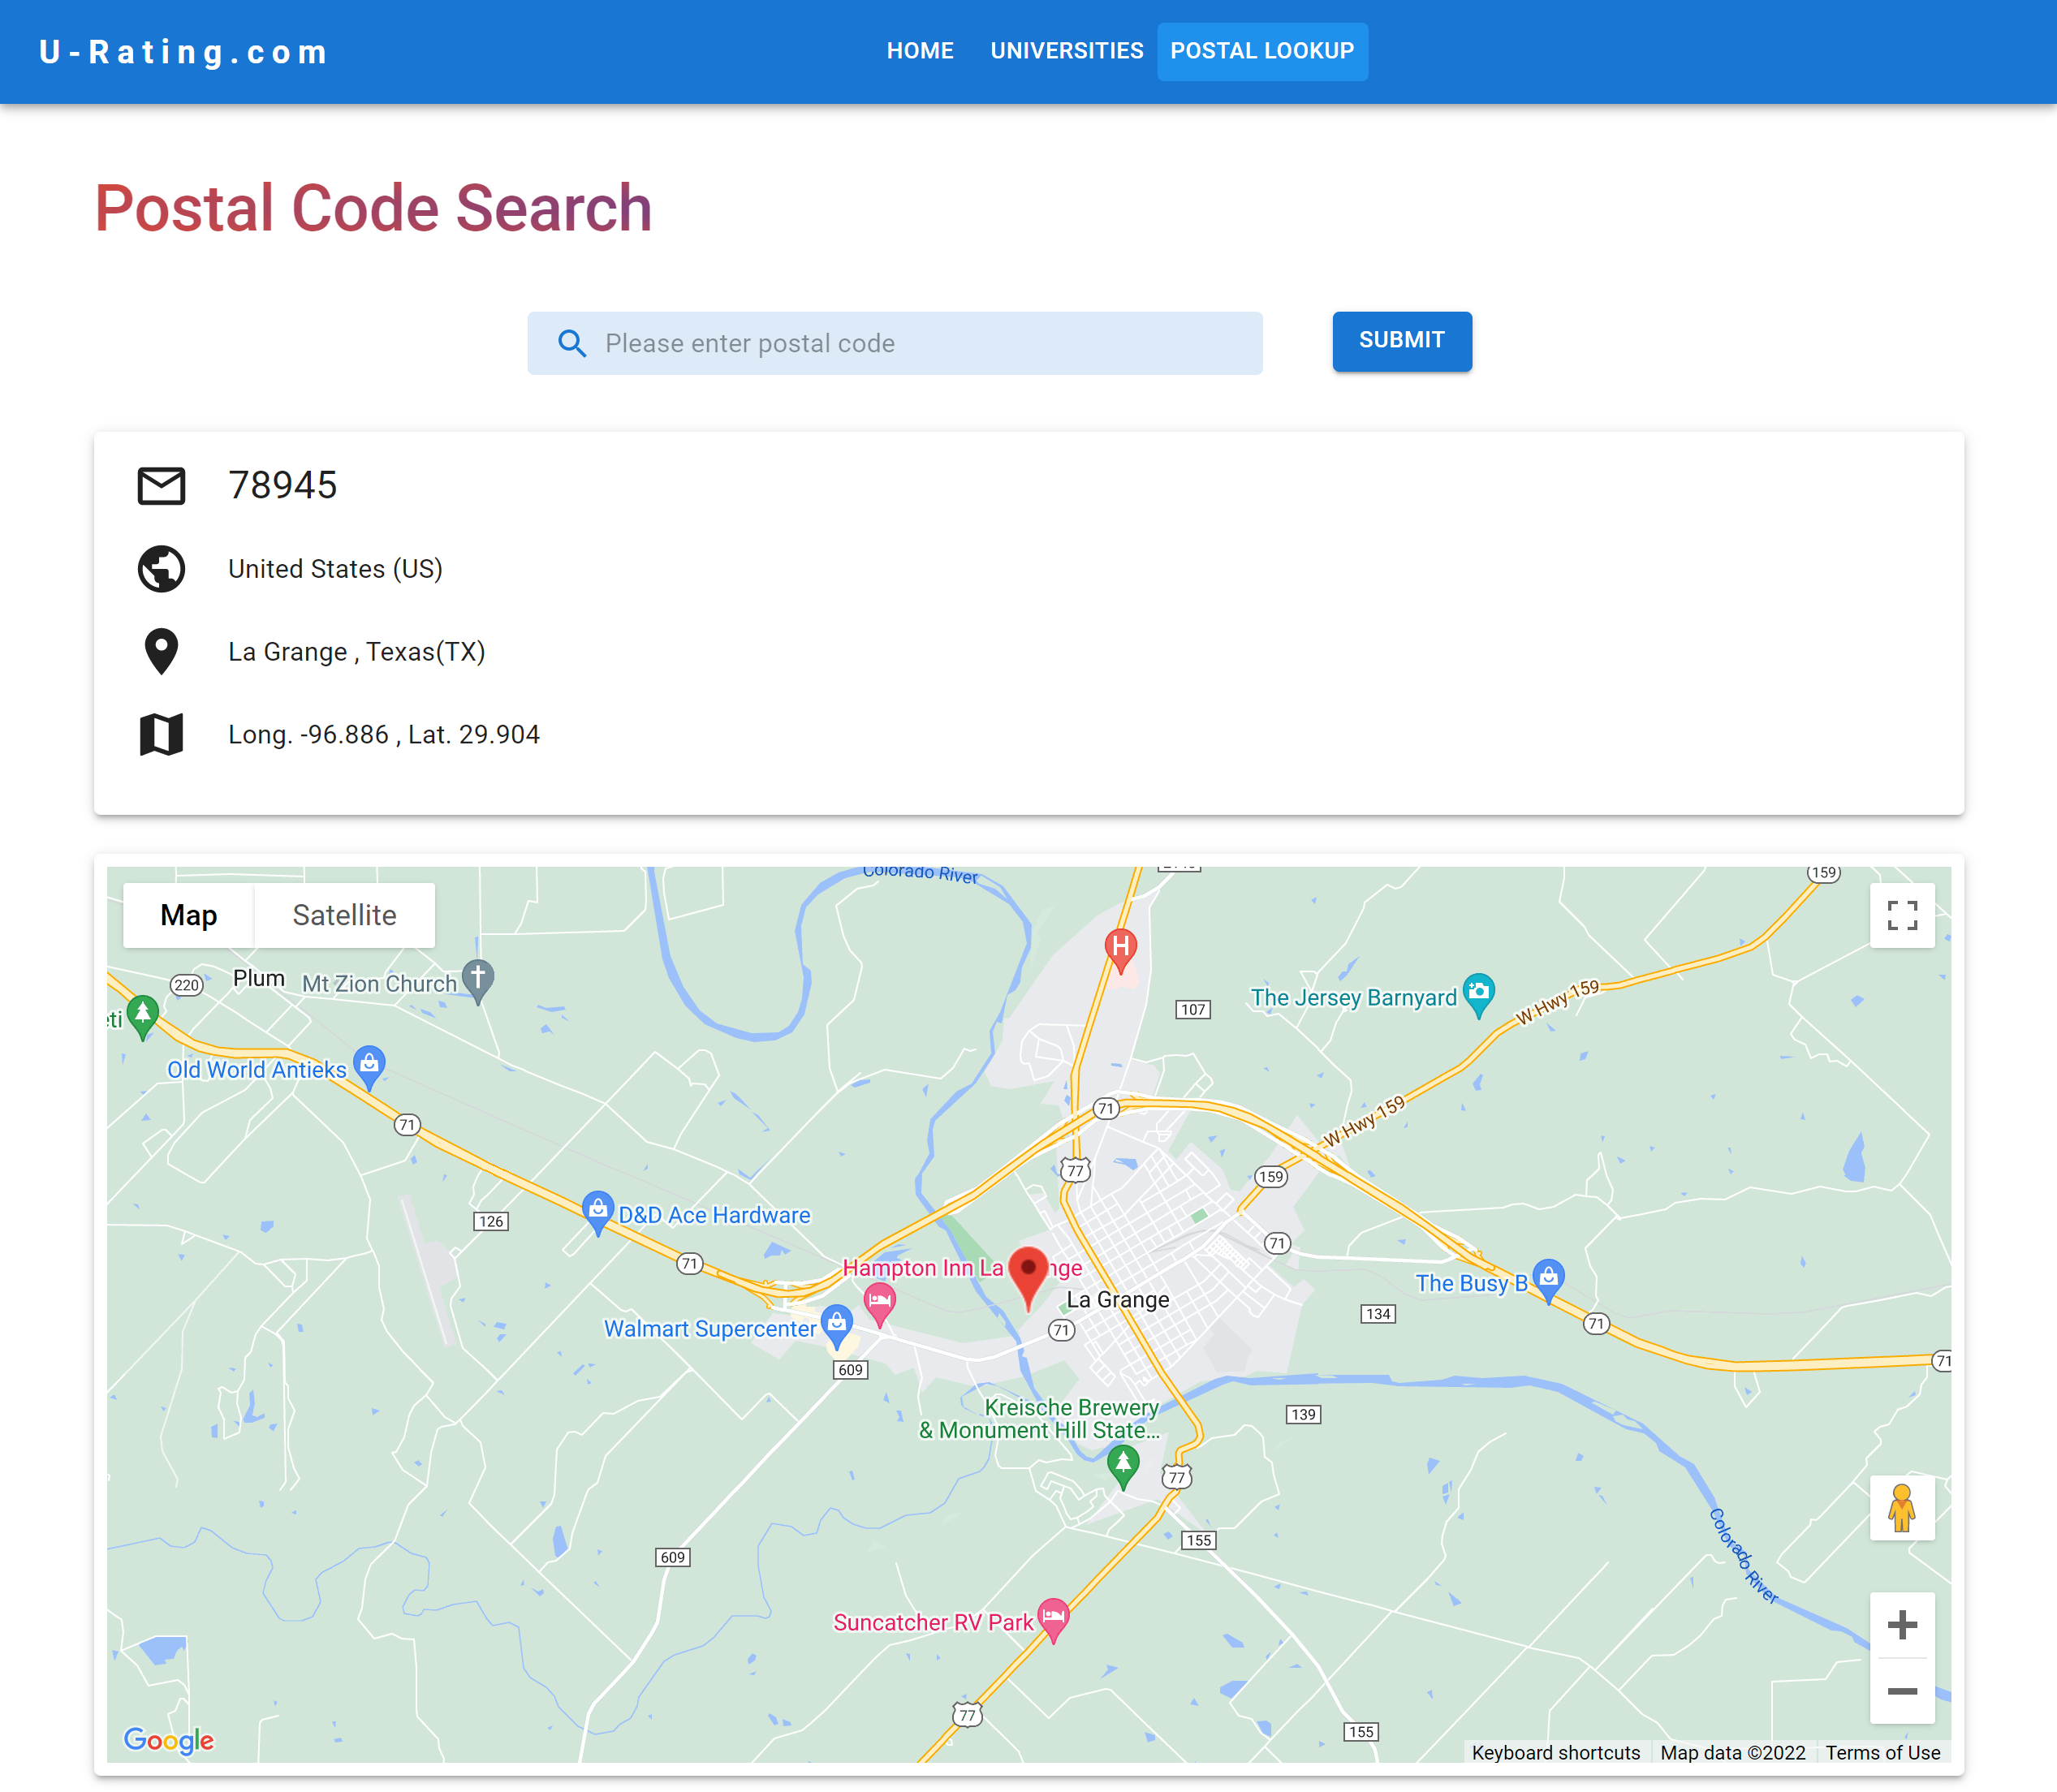 U-Rating.com
HOME UNIVERSITIES POSTAL LOOKUP
Postal Code Search
Please enter postal code
SUBMIT
78945
United States (US)
La Grange , Texas(TX)
Long. -96.886 , Lat. 29.904
Map Satellite
Colorado River
159
220
Plum
Mt Zion Church
H
107
The Jersey Barnyard
W Hwy 159
Old World Antieks
71
71
W Hwy 159
77
159
126
D&D Ace Hardware
71
71
Hampton Inn La
La Grange
The Busy B
134
71
Walmart Supercenter
71
609
71
Kreische Brewery
& Monument Hill State...
139
77
Colorado River
155
609
Suncatcher RV Park
77
155
Google
Keyboard shortcuts Map data ©2022 Terms of Use